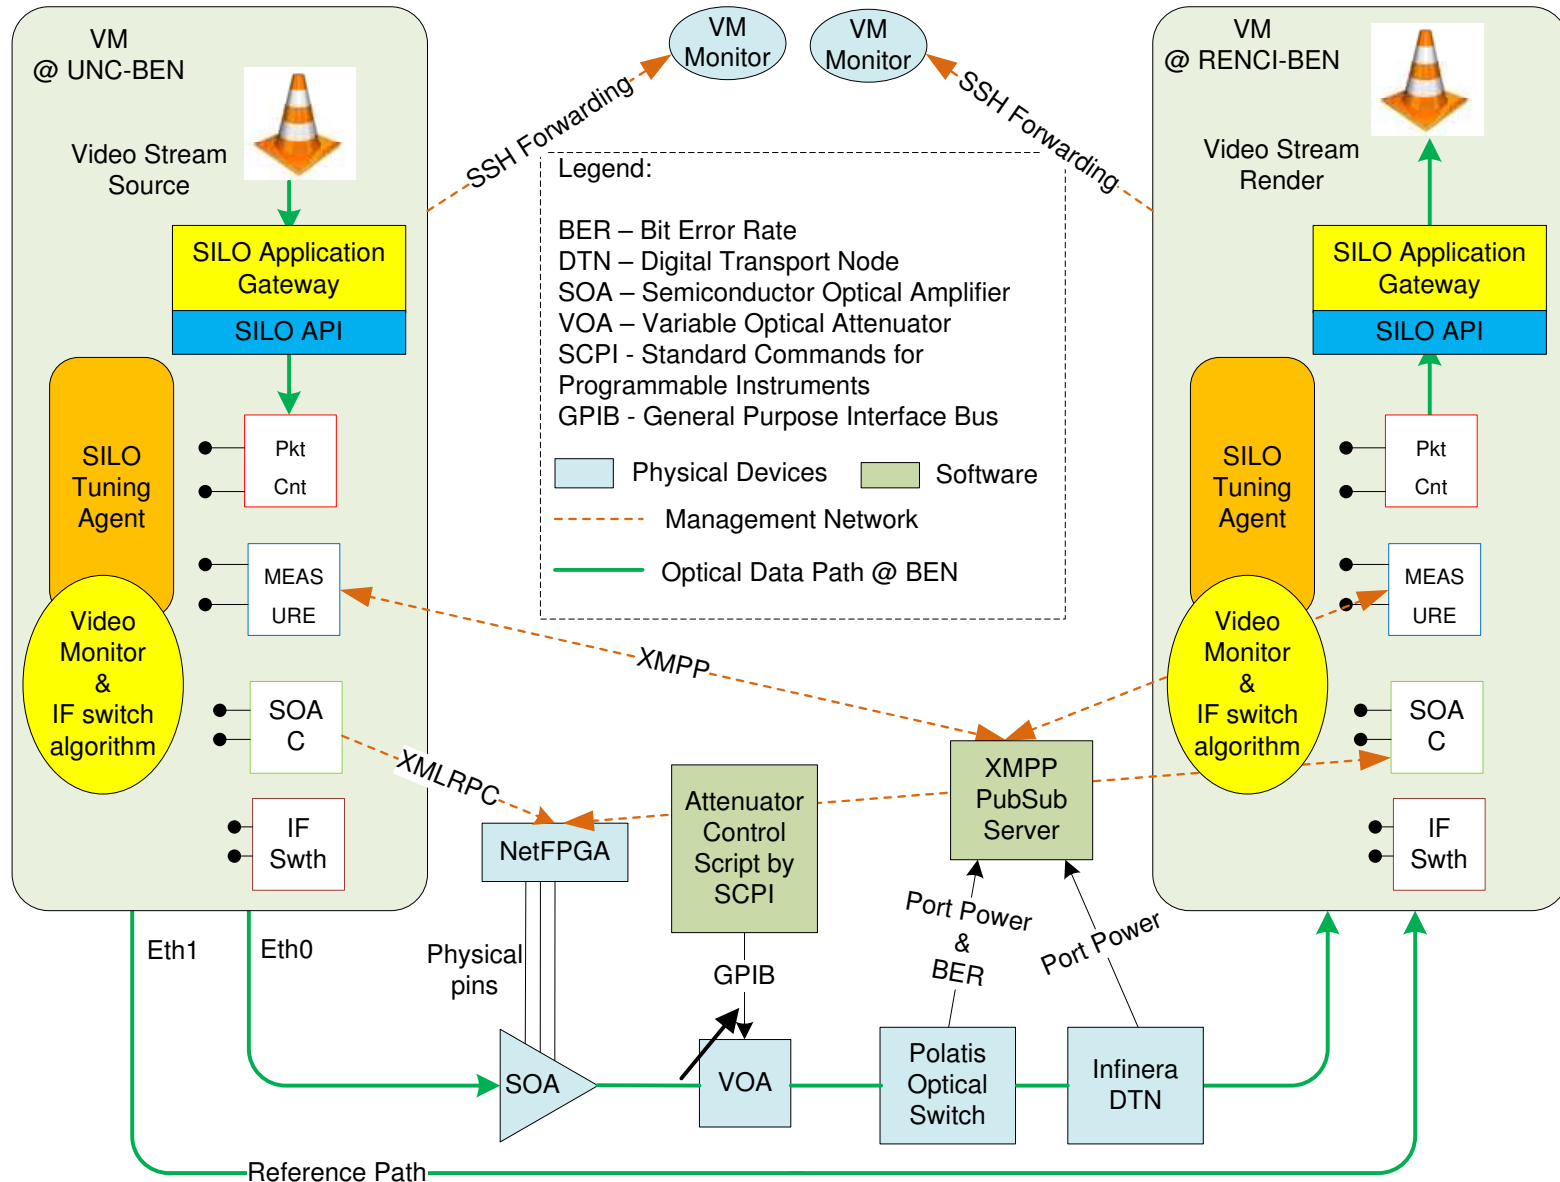 VM
@ UNC-BEN
Video Stream
Source
SILO Application
Gateway
SILO API
SILO
Tuning
Agent
Pkt
Cnt
MEAS
URE
Video
Monitor
&
IF switch
algorithm
SOA
C
IF
Swth
Eth1
Eth0
VM
Monitor
VM
Monitor
SSH Forwarding
SSH Forwarding
Legend:
BER – Bit Error Rate
DTN – Digital Transport Node
SOA – Semiconductor Optical Amplifier
VOA – Variable Optical Attenuator
SCPI - Standard Commands for
Programmable Instruments
GPIB - General Purpose Interface Bus
Physical Devices
Software
Management Network
Optical Data Path @ BEN
XMPP
XMLRPC
NetFPGA
Attenuator
Control
Script by
SCPI
XMPP
PubSub
Server
Physical
pins
GPIB
Port Power
&
BER
Port Power
SOA
VOA
Polatis
Optical
Switch
Infinera
DTN
Reference Path
VM
@ RENCI-BEN
Video Stream
Render
SILO Application
Gateway
SILO API
SILO
Tuning
Agent
Pkt
Cnt
MEAS
URE
Video
Monitor
&
IF switch
algorithm
SOA
C
IF
Swth